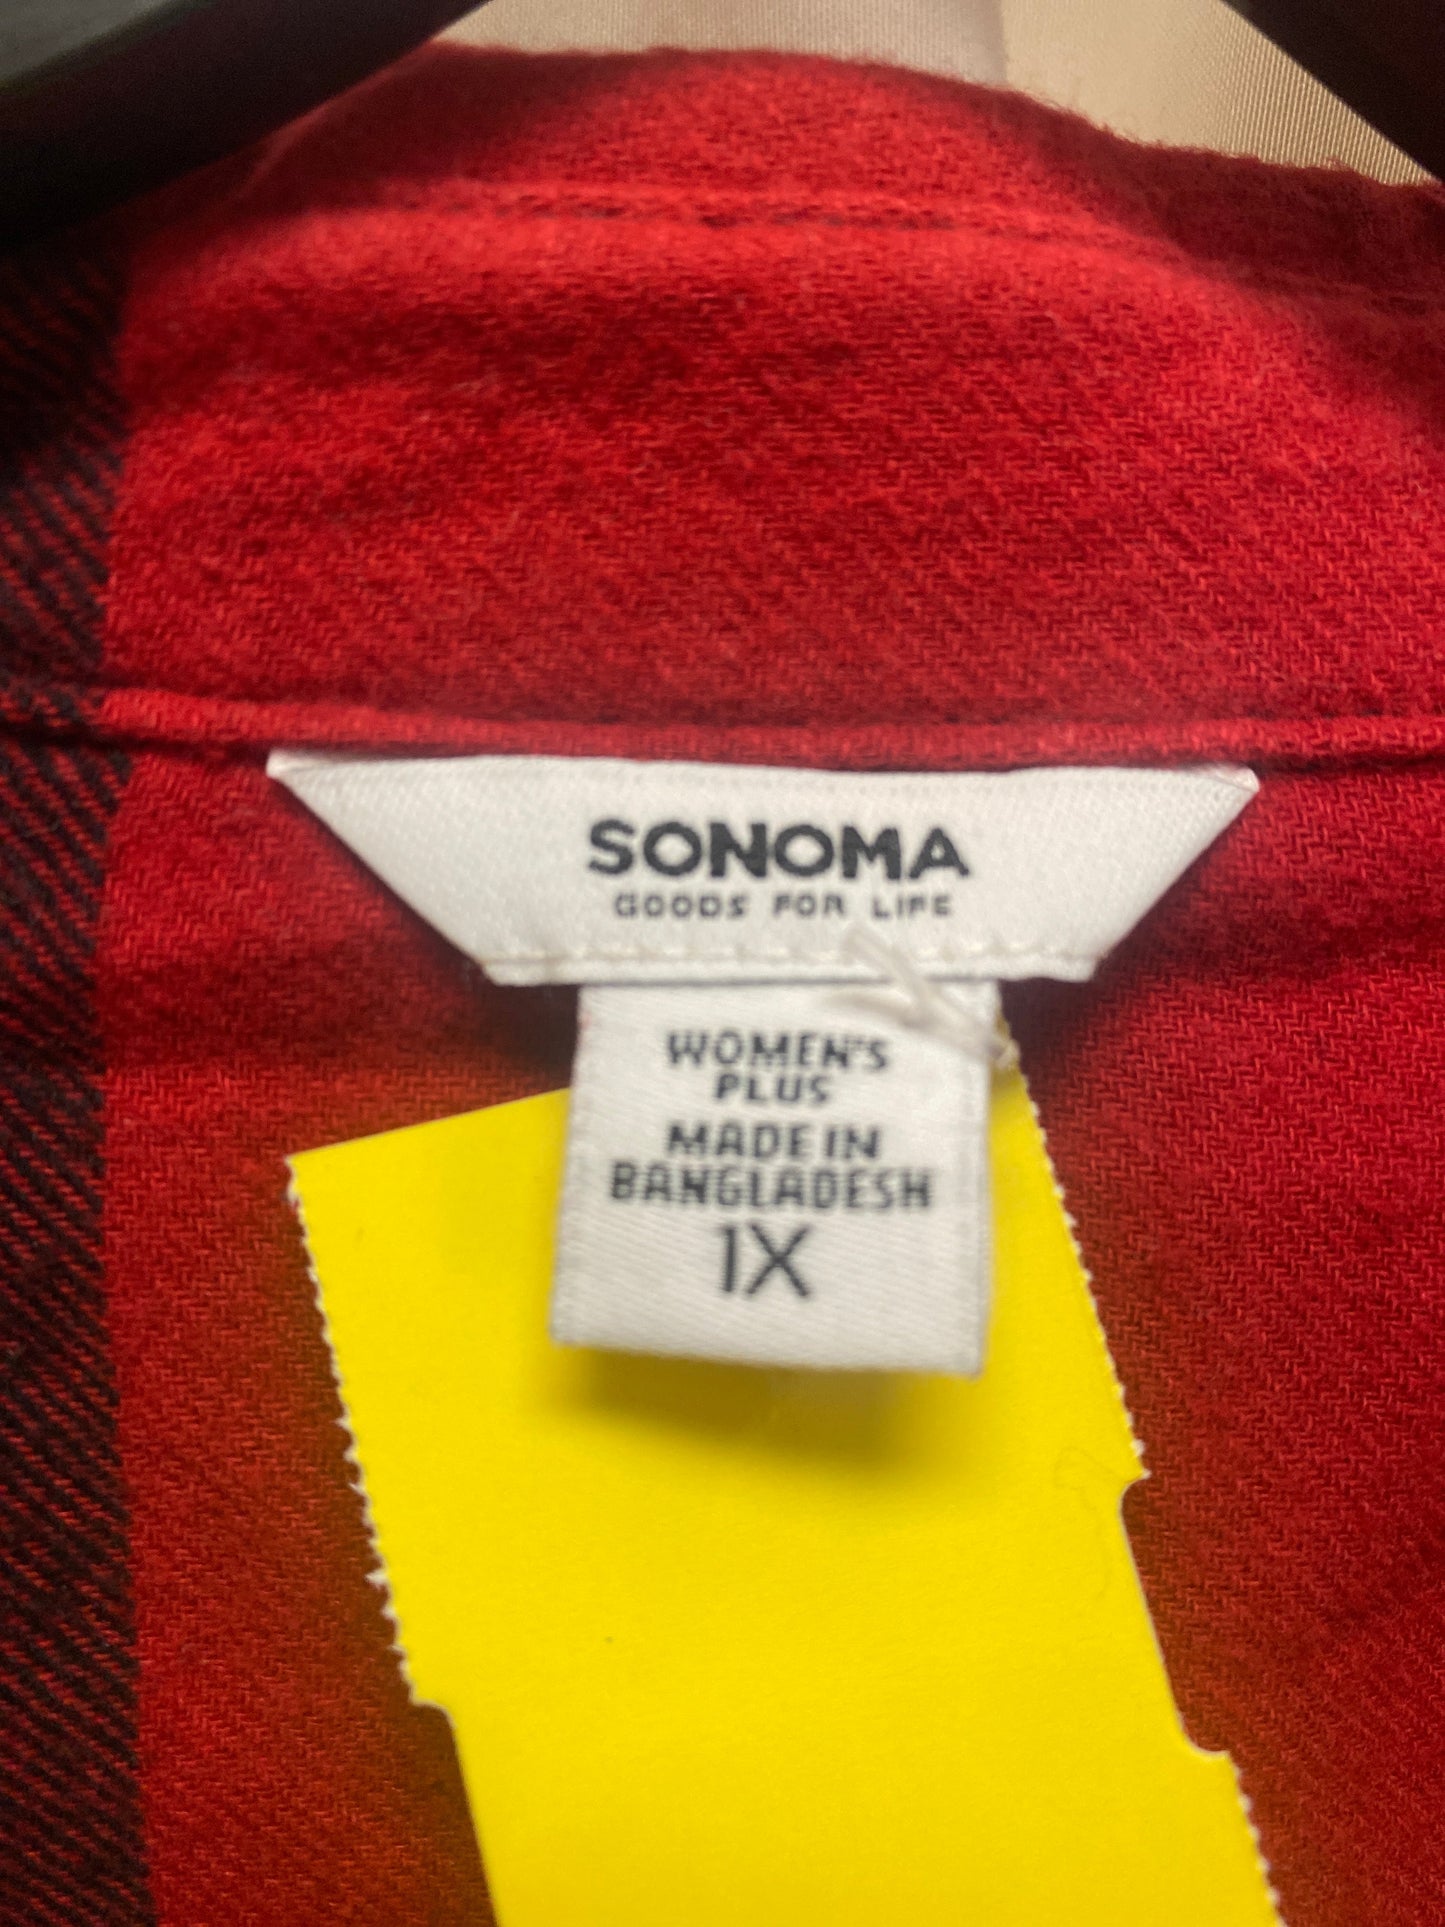 SONOMA
GOODS FOR LIFE
WOMEN'S
PLUS
MADE IN
BANGLADESH
1X